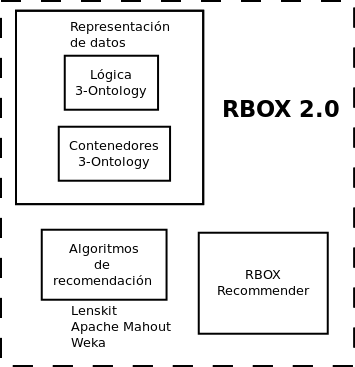 Representación
de datos
Lógica
3-Ontology
Contenedores
3-Ontology
RBOX 2.0
Algoritmos
de
recomendación
Lenskit
Apache Mahout
Weka
RBOX
Recommender